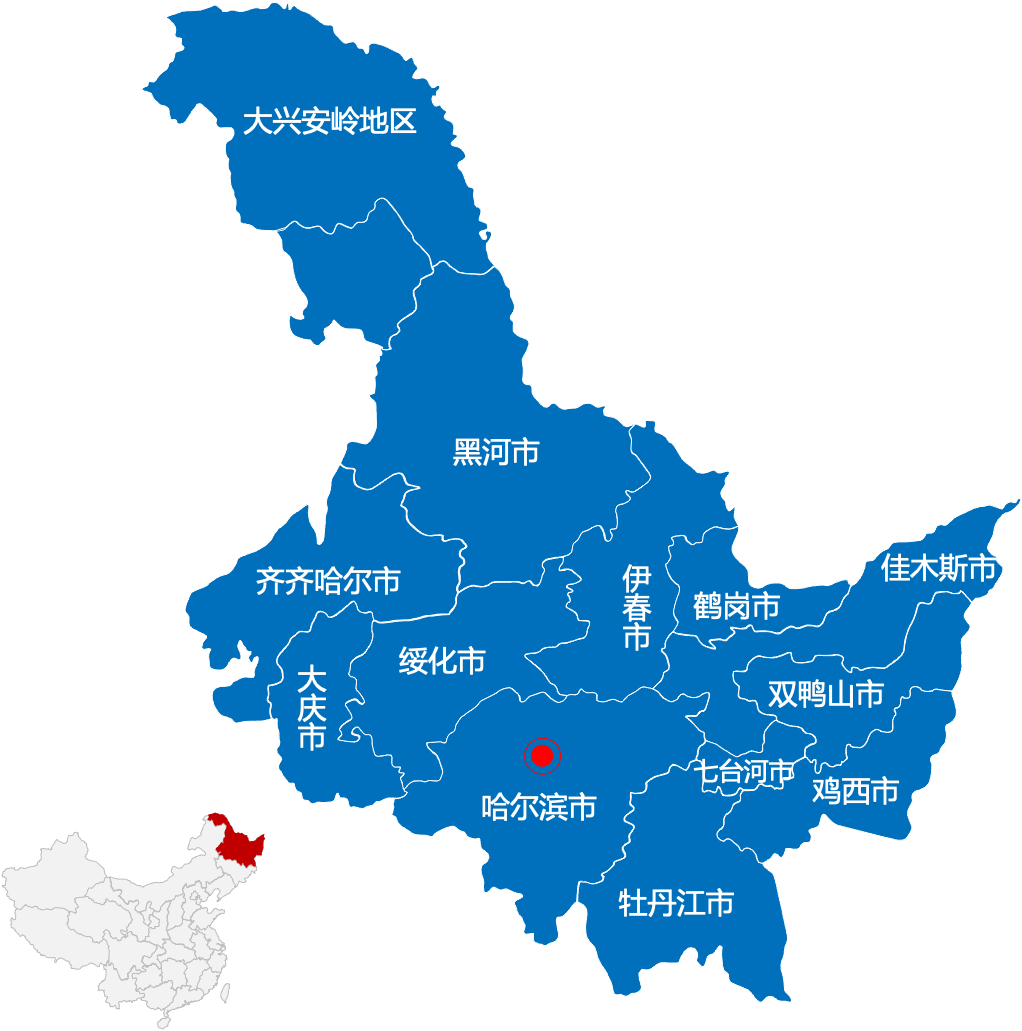 大兴安岭地区
黑河市
齐齐哈尔市
伊春市
鹤岗市
佳木斯市
绥化市
大庆市
双鸭山市
七台河市
鸡西市
哈尔滨市
牡丹江市